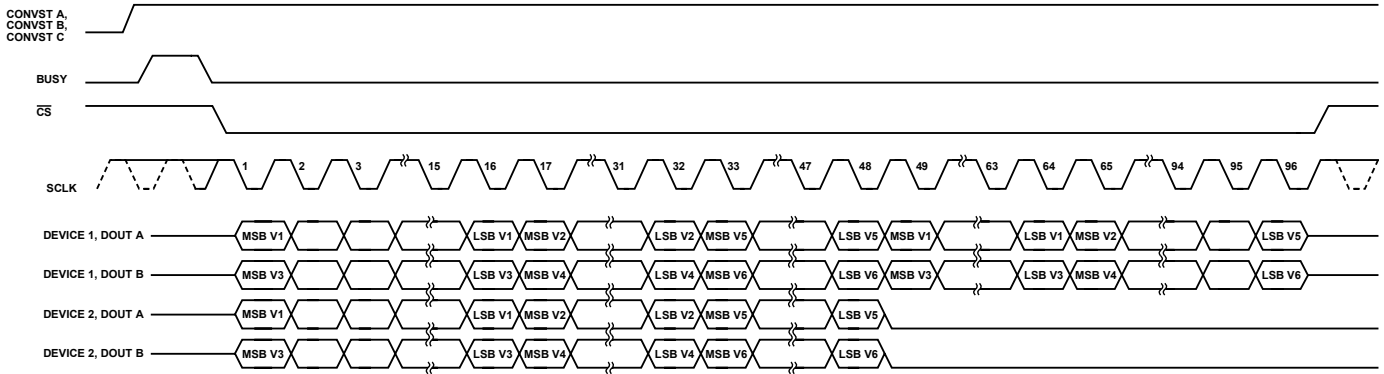 CONVST A,
CONVST B,
CONVST C
BUSY
CS
SCLK 1 2 3 15 16 17 31 32 33 47 48 49 63 64 65 94 95 96
DEVICE 1, DOUT A MSB V1 LSB V1 MSB V2 LSB V2 MSB V5 LSB V5 MSB V1 LSB V1 MSB V2 LSB V5
DEVICE 1, DOUT B MSB V3 LSB V3 MSB V4 LSB V4 MSB V6 LSB V6 MSB V3 LSB V3 MSB V4 LSB V6
DEVICE 2, DOUT A MSB V1 LSB V1 MSB V2 LSB V2 MSB V5 LSB V5
DEVICE 2, DOUT B MSB V3 LSB V3 MSB V4 LSB V4 MSB V6 LSB V6